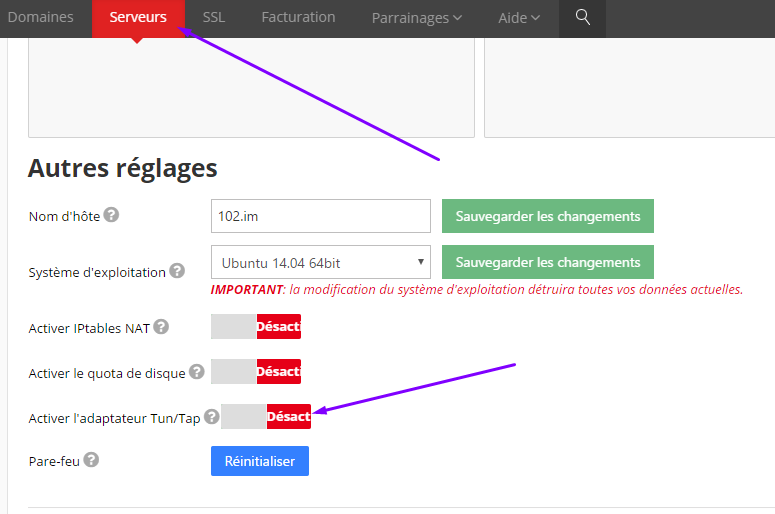 Domaines Serveurs SSL Facturation Parrainages Aide
Autres réglages
Nom d'hôte ? 102.im Sauvegarder les changements
Système d'exploitation ? Ubuntu 14.04 64bit Sauvegarder les changements
IMPORTANT: la modification du système d'exploitation détruira toutes vos données actuelles.
Activer IPtables NAT ? Désacti
Activer le quota de disque ? Désacti
Activer l'adaptateur Tun/Tap ? Désact
Pare-feu ? Réinitialiser